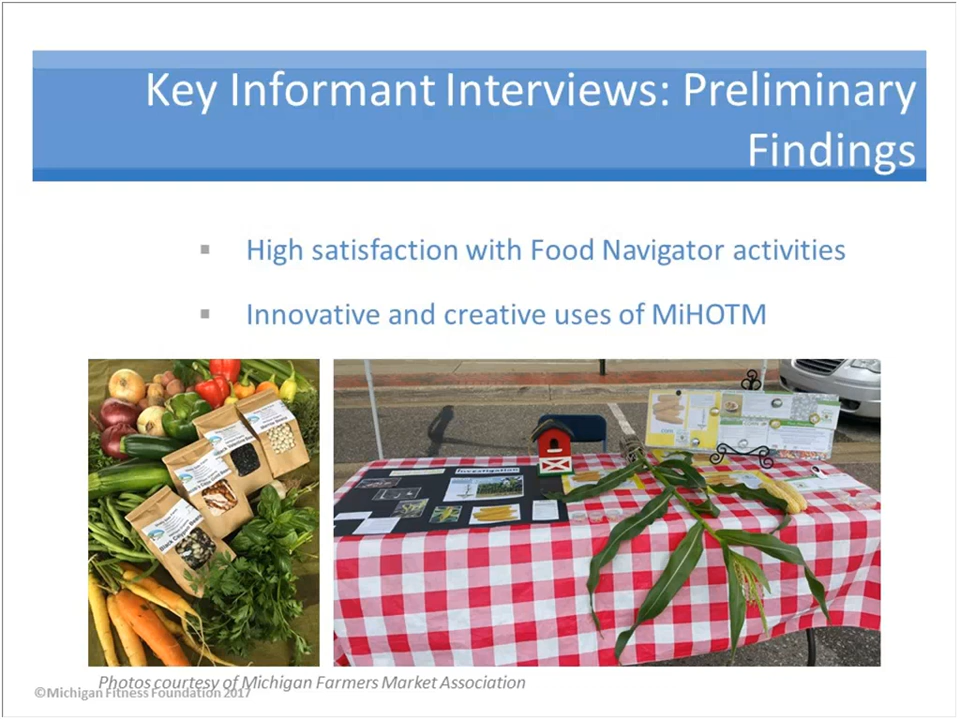 Key Informant Interviews: Preliminary
Findings
▪ High satisfaction with Food Navigator activities
▪ Innovative and creative uses of MiHOTM
Investigation
Photos courtesy of Michigan Farmers Market Association
©Michigan Fitness Foundation 2017